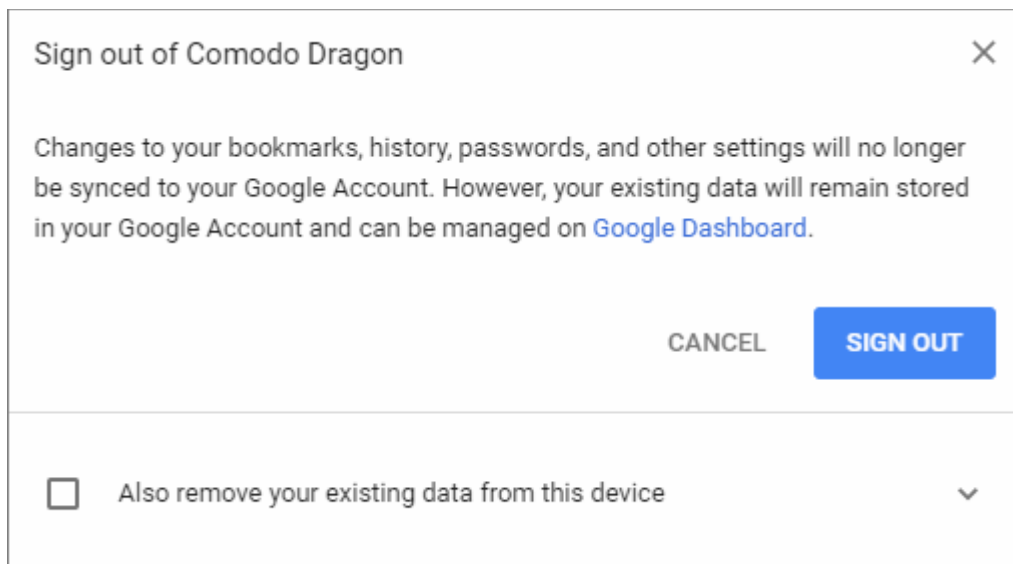 Sign out of Comodo Dragon
Changes to your bookmarks, history, passwords, and other settings will no longer
be synced to your Google Account. However, your existing data will remain stored
in your Google Account and can be managed on Google Dashboard.
CANCEL SIGN OUT
Also remove your existing data from this device